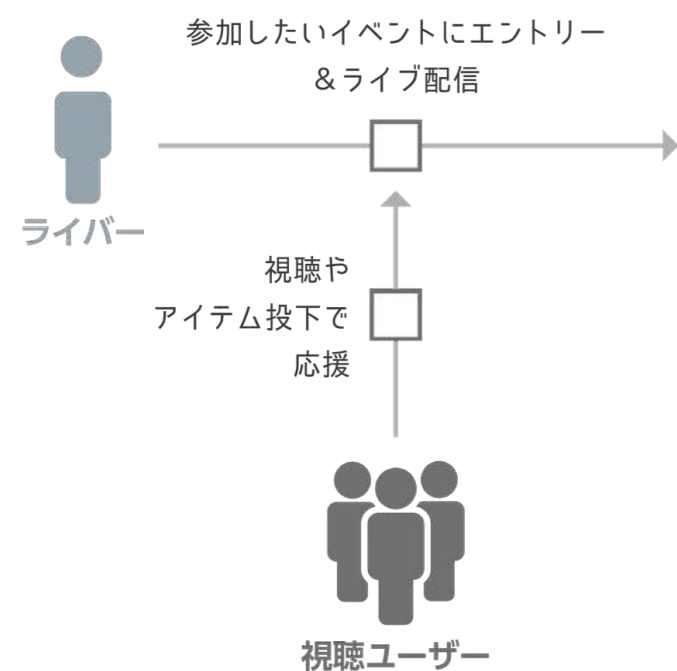 参加したいイベントにエントリー
＆ライブ配信
ライバー
視聴や
アイテム投下で
応援
視聴ユーザー